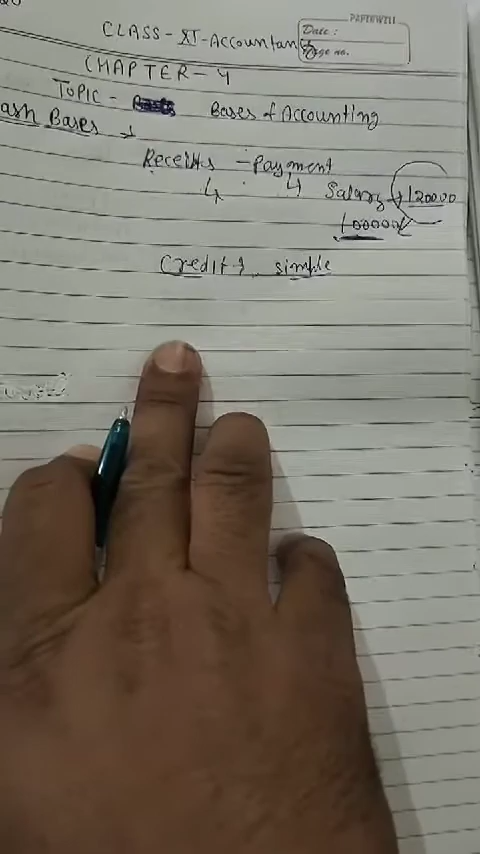 PAPERWELL
Date :
Page no.
CLASS - XI - Accountancy
CHAPTER - 4
TOPIC - Bases of Accounting
ash Bases
Receipts - Payment
Salary → 120000
100000
Credit → simple